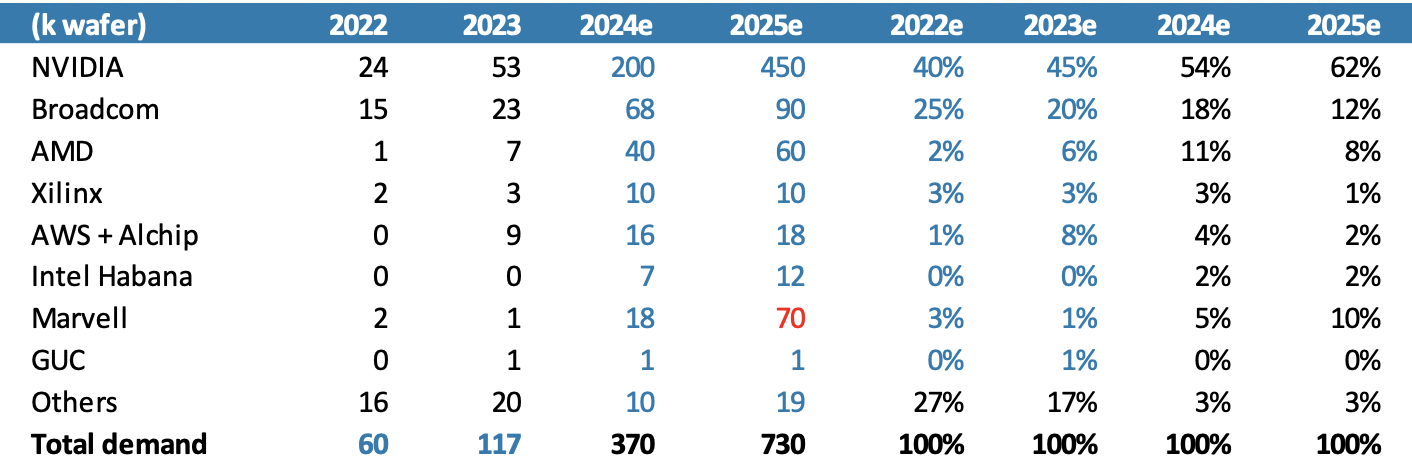 (k wafer) 2022 2023 2024e 2025e 2022e 2023e 2024e 2025e
NVIDIA 24 53 200 450 40% 45% 54% 62%
Broadcom 15 23 68 90 25% 20% 18% 12%
AMD 1 7 40 60 2% 6% 11% 8%
Xilinx 2 3 10 10 3% 3% 3% 1%
AWS + Alchip 0 9 16 18 1% 8% 4% 2%
Intel Habana 0 0 7 12 0% 0% 2% 2%
Marvell 2 1 18 70 3% 1% 5% 10%
GUC 0 1 1 1 0% 1% 0% 0%
Others 16 20 10 19 27% 17% 3% 3%
Total demand 60 117 370 730 100% 100% 100% 100%